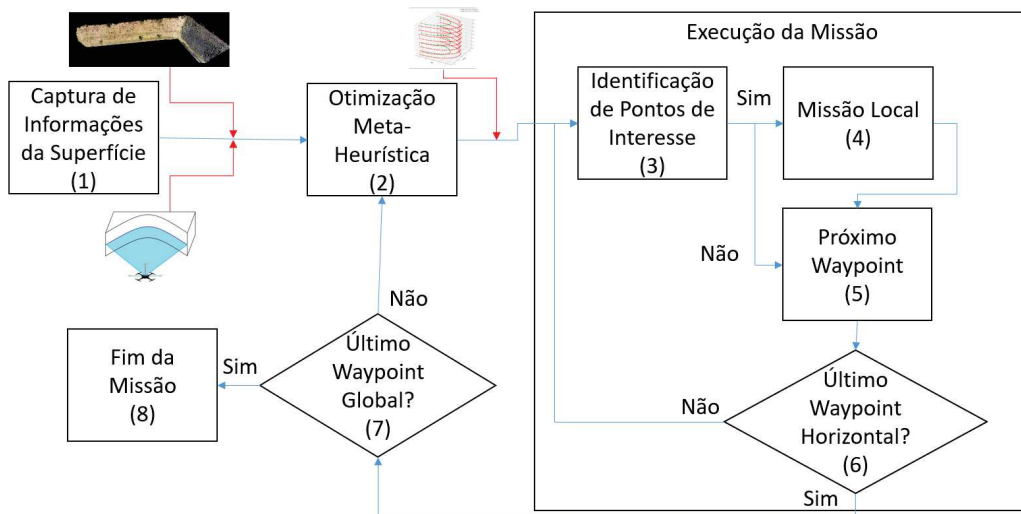 Execução da Missão
Captura de
Informações
da Superfície
(1)
Otimização
Meta-
Heurística
(2)
Identificação
de Pontos de
Interesse
(3)
Sim
Missão Local
(4)
Não
Próximo
Waypoint
(5)
Não
Último
Waypoint
Horizontal?
(6)
Sim
Não
Último
Waypoint
Global?
(7)
Sim
Fim da
Missão
(8)